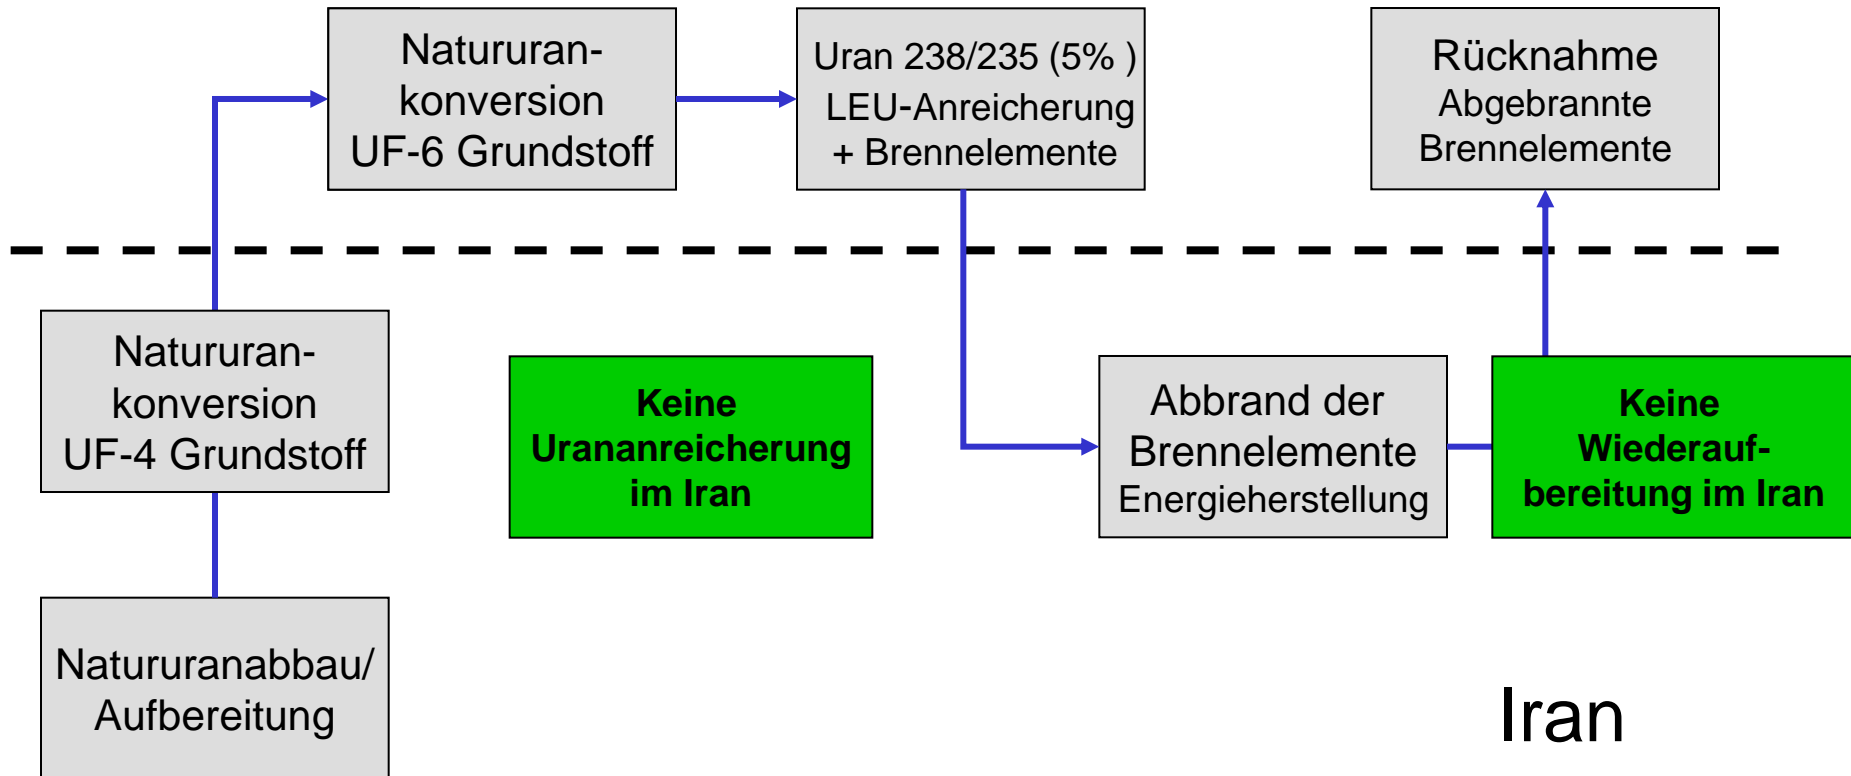 Natururan-
konversion
UF-6 Grundstoff
Uran 238/235 (5% )
LEU-Anreicherung
+ Brennelemente
Rücknahme
Abgebrannte
Brennelemente
Natururan-
konversion
UF-4 Grundstoff
Keine
Urananreicherung
im Iran
Abbrand der
Brennelemente
Energieherstellung
Keine
Wiederauf-
bereitung im Iran
Natururanabbau/
Aufbereitung
Iran